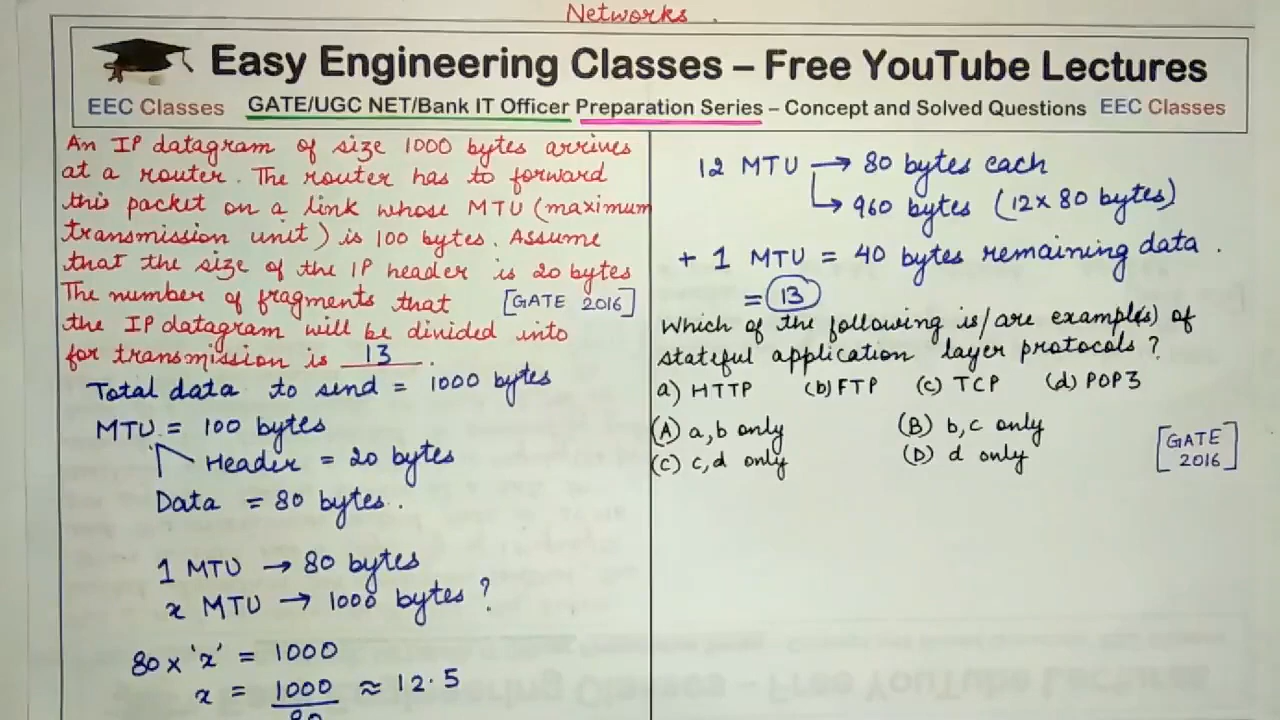 Networks.
Easy Engineering Classes – Free YouTube Lectures
EEC Classes GATE/UGC NET/Bank IT Officer Preparation Series – Concept and Solved Questions EEC Classes
An IP datagram of size 1000 bytes arrives
at a router. The router has to forward
this packet on a link whose MTU (maximum
transmission unit) is 100 bytes. Assume
that the size of the IP header is 20 bytes
The number of fragments that [GATE 2016]
the IP datagram will be divided into
for transmission is 13.
Total data to send = 1000 bytes
MTU = 100 bytes
Header = 20 bytes
Data = 80 bytes.
1 MTU → 80 bytes
x MTU → 1000 bytes?
80 x 'x' = 1000
x = 1000 ≈ 12.5
80
12 MTU → 80 bytes each
↳ 960 bytes (12x 80 bytes)
+ 1 MTU = 40 bytes remaining data.
= 13
Which of the following is/are example(s) of
stateful application layer protocols?
a) HTTP (b) FTP (c) TCP (d) POP3
(A) a,b only (B) b,c only
(C) c,d only (D) d only
[GATE
2016]